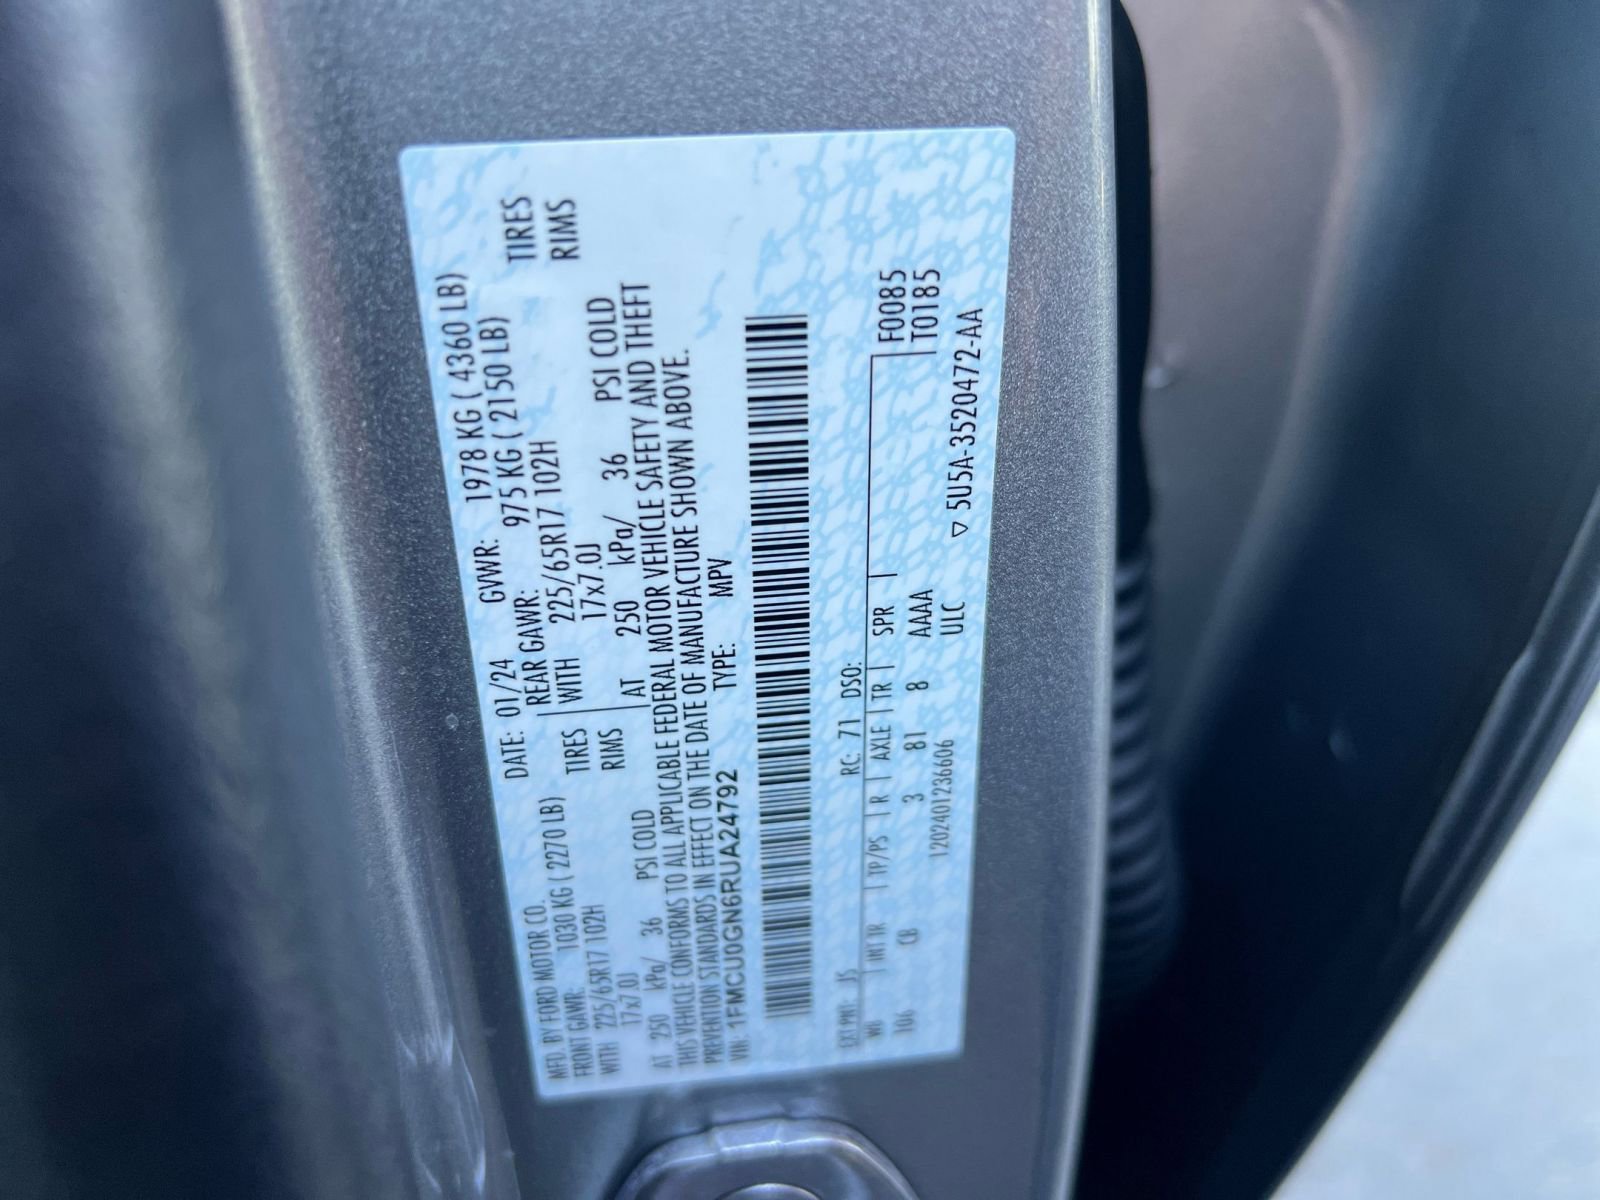 MFD. BY FORD MOTOR CO. DATE: 01/24 GVWR: 1978 KG ( 4360 LB)
FRONT GAWR: 1030 KG ( 2270 LB) REAR GAWR: 975 KG ( 2150 LB)
WITH 225/65R17 102H TIRES WITH 225/65R17 102H TIRES
17x7.0J RIMS 17x7.0J RIMS
AT 250 kPa/ 36 PSI COLD AT 250 kPa/ 36 PSI COLD
THIS VEHICLE CONFORMS TO ALL APPLICABLE FEDERAL MOTOR VEHICLE SAFETY AND THEFT
PREVENTION STANDARDS IN EFFECT ON THE DATE OF MANUFACTURE SHOWN ABOVE.
VIN: 1FMCU0GN6RUA24792 TYPE: MPV
EXT PNT: JS RC: 71 DSO: F0085
WB INT TR TP/PS R AXLE TR SPR T0185
106 CB 3 81 8 AAAA
1202401236606 ULC
▽ 5U5A-3520472-AA